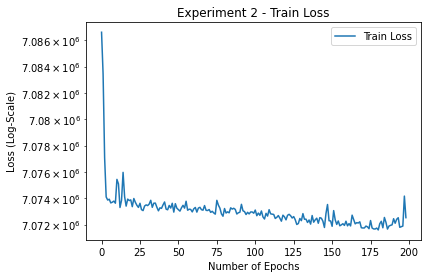 Experiment 2 - Train Loss
Train Loss
7.086 × 10⁶
7.084 × 10⁶
7.082 × 10⁶
7.08 × 10⁶
7.078 × 10⁶
7.076 × 10⁶
7.074 × 10⁶
7.072 × 10⁶
Loss (Log-Scale)
0 25 50 75 100 125 150 175 200
Number of Epochs